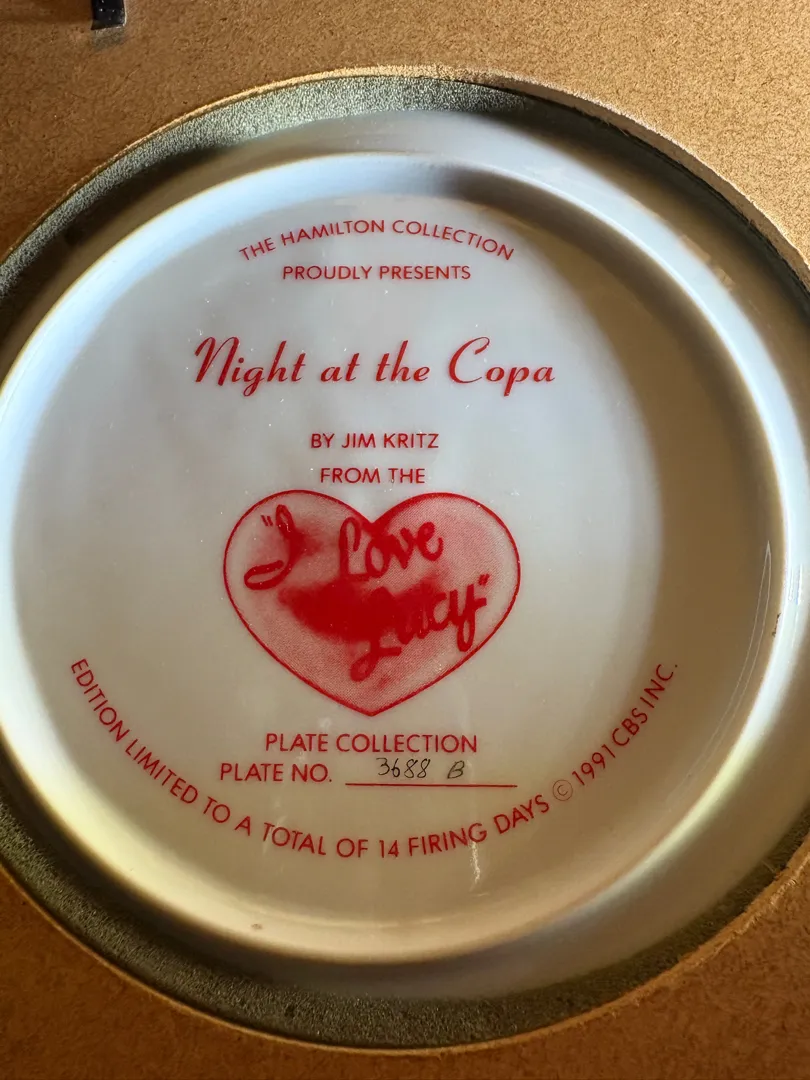 THE HAMILTON COLLECTION
PROUDLY PRESENTS
Night at the Copa
BY JIM KRITZ
FROM THE
"I Love
Lucy"
PLATE COLLECTION
PLATE NO. 3688 B
EDITION LIMITED TO A TOTAL OF 14 FIRING DAYS © 1991 CBS INC.